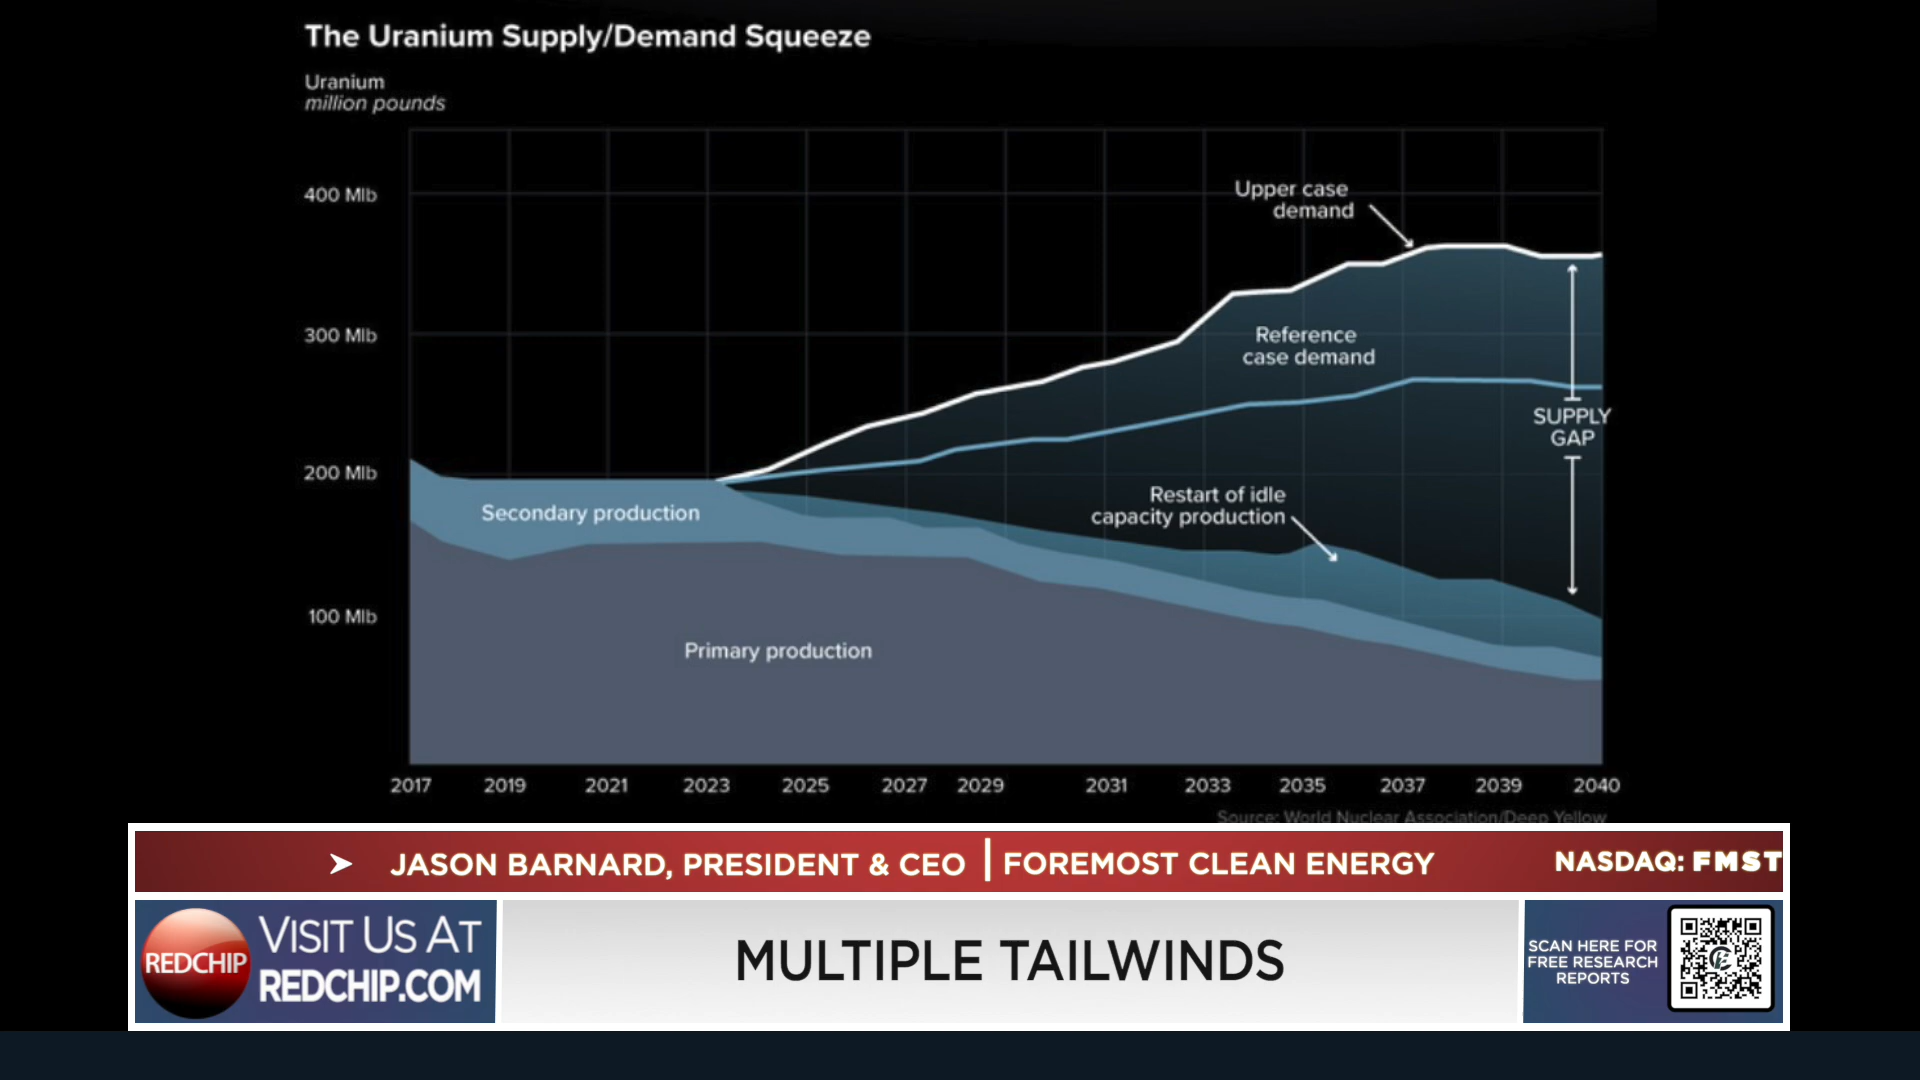 The Uranium Supply/Demand Squeeze
Uranium
million pounds
400 Mlb
300 Mlb
200 Mlb
100 Mlb
Upper case
demand
Reference
case demand
SUPPLY
GAP
Restart of idle
capacity production
Secondary production
Primary production
2017 2019 2021 2023 2025 2027 2029 2031 2033 2035 2037 2039 2040
Source: World Nuclear Association/Deep Yellow
JASON BARNARD, PRESIDENT & CEO | FOREMOST CLEAN ENERGY
NASDAQ: FMST
REDCHIP
VISIT US AT
REDCHIP.COM
MULTIPLE TAILWINDS
SCAN HERE FOR
FREE RESEARCH
REPORTS